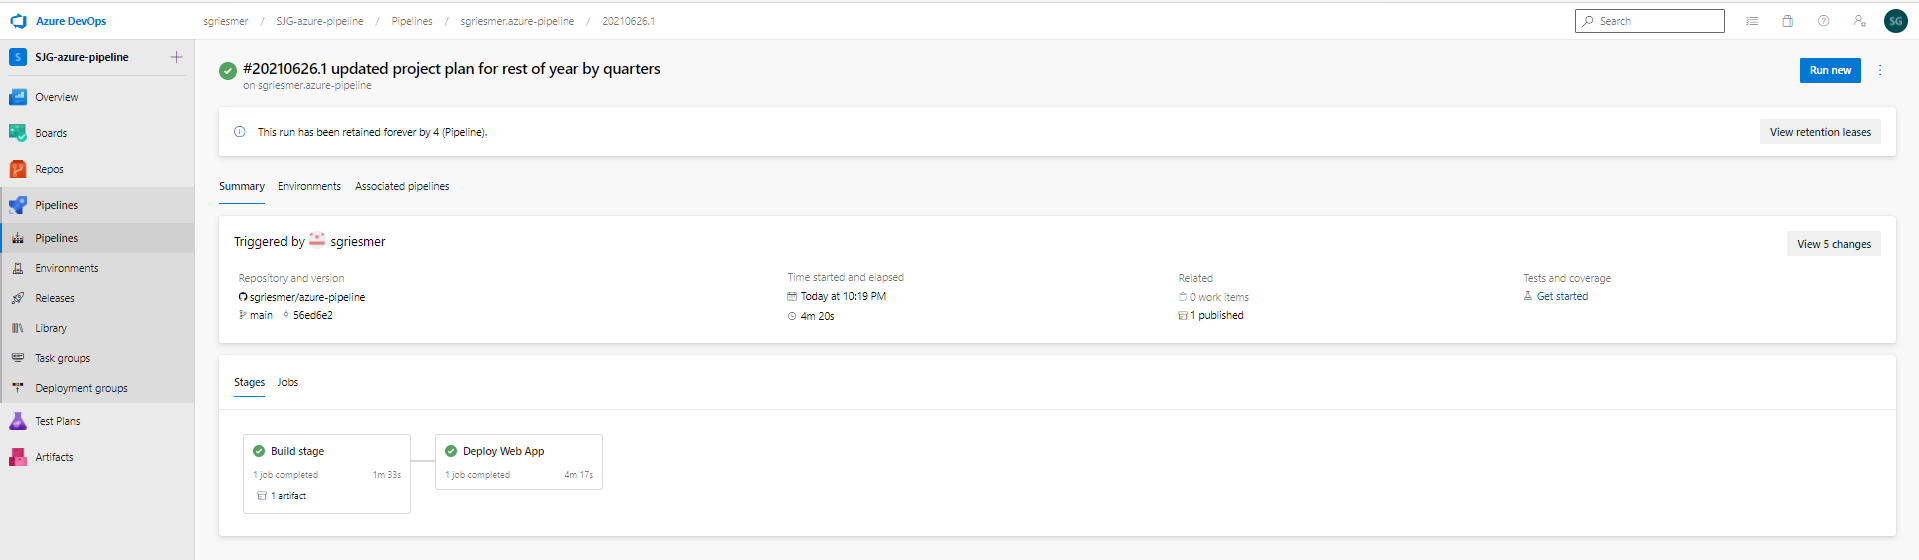 Azure DevOps
sgriesmer / SJG-azure-pipeline / Pipelines / sgriesmer.azure-pipeline / 20210626.1
Search
SG
S SJG-azure-pipeline
Overview
Boards
Repos
Pipelines
Pipelines
Environments
Releases
Library
Task groups
Deployment groups
Test Plans
Artifacts
#20210626.1 updated project plan for rest of year by quarters
on sgriesmer.azure-pipeline
Run new
This run has been retained forever by 4 (Pipeline).
View retention leases
Summary Environments Associated pipelines
Triggered by sgriesmer
View 5 changes
Repository and version
sgriesmer/azure-pipeline
main 56ed6e2
Time started and elapsed
Today at 10:19 PM
4m 20s
Related
0 work items
1 published
Tests and coverage
Get started
Stages Jobs
Build stage
1 job completed 1m 33s
1 artifact
Deploy Web App
1 job completed 4m 17s